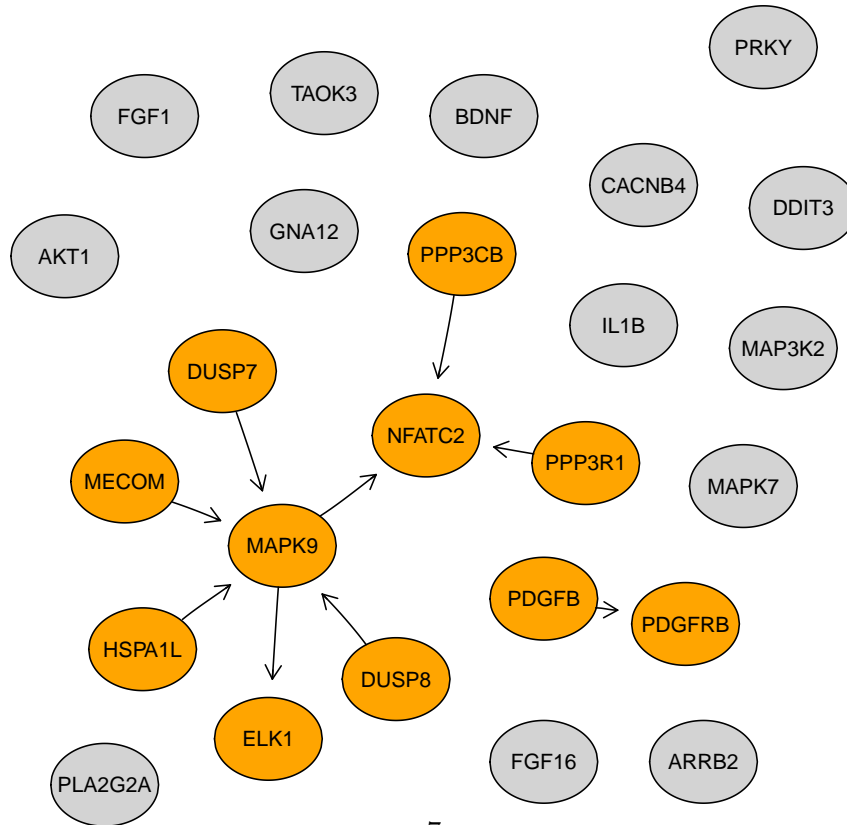 PRKY
TAOK3
FGF1
BDNF
CACNB4
DDIT3
GNA12
AKT1
PPP3CB
IL1B
MAP3K2
DUSP7
NFATC2
PPP3R1
MECOM
MAPK7
MAPK9
PDGFB
PDGFRB
HSPA1L
DUSP8
ELK1
FGF16
ARRB2
PLA2G2A